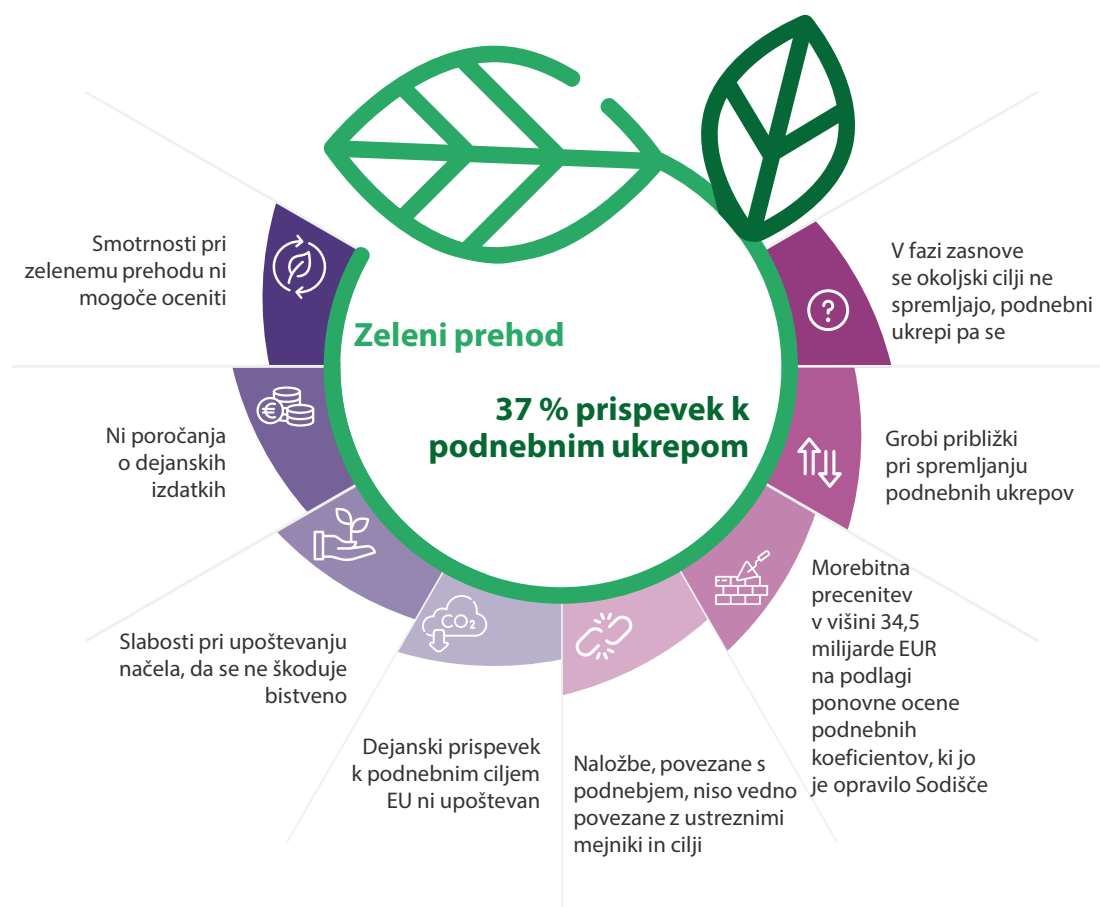 Zeleni prehod
37 % prispevek k
podnebnim ukrepom
V fazi zasnove
se okoljski cilji ne
spremljajo, podnebni
ukrepi pa se
Grobi približki
pri spremljanju
podnebnih ukrepov
Morebitna
precenitev
v višini 34,5
milijarde EUR
na podlagi
ponovne ocene
podnebnih
koeficientov, ki jo
je opravilo Sodišče
Naložbe, povezane s
podnebjem, niso vedno
povezane z ustreznimi
mejniki in cilji
Dejanski prispevek
k podnebnim ciljem
EU ni upoštevan
Slabosti pri upoštevanju
načela, da se ne škoduje
bistveno
Ni poročanja
o dejanskih
izdatkih
Smotrnosti pri
zelenemu prehodu ni
mogoče oceniti
?
€
CO2